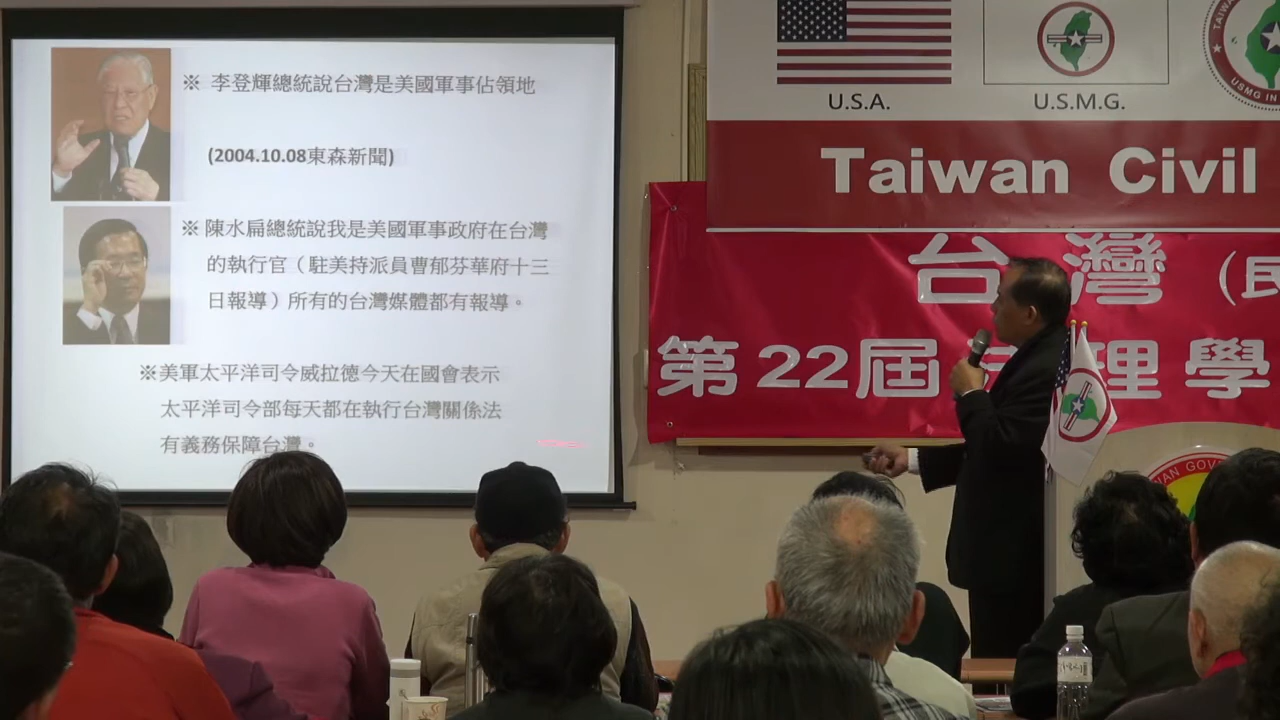 ※ 李登輝總統說台灣是美國軍事佔領地
(2004.10.08東森新聞)
※ 陳水扁總統說我是美國軍事政府在台灣
的執行官（駐美持派員曹郁芬華府十三
日報導）所有的台灣媒體都有報導。
※美軍太平洋司令威拉德今天在國會表示
太平洋司令部每天都在執行台灣關係法
有義務保障台灣。
U.S.A.
U.S.M.G.
Taiwan Civil
台灣（民
第22屆法理學